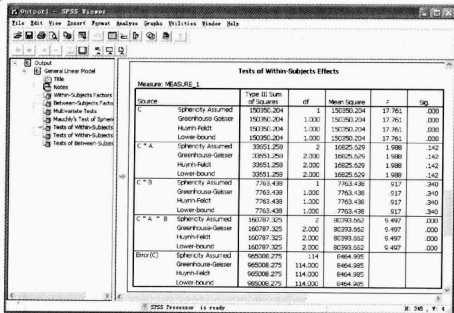 Output1 - SPSS Viewer
File Edit View Insert Format Analyze Graphs Utilities Window Help
Output
General Linear Model
Title
Notes
Within-Subjects Factors
Between-Subjects Facto
Multivariate Tests
Mauchly's Test of Spheric
Tests of Within-Subjects
Tests of Within-Subjects
Tests of Between-Subjec
Tests of Within-Subjects Effects
Measure: MEASURE_1
Source Type III Sum of Squares df Mean Square F Sig.
C Sphericity Assumed 150350.204 1 150350.204 17.761 .000
Greenhouse-Geisser 150350.204 1.000 150350.204 17.761 .000
Huynh-Feldt 150350.204 1.000 150350.204 17.761 .000
Lower-bound 150350.204 1.000 150350.204 17.761 .000
C * A Sphericity Assumed 33651.258 2 16825.629 1.988 .142
Greenhouse-Geisser 33651.258 2.000 16825.629 1.988 .142
Huynh-Feldt 33651.258 2.000 16825.629 1.988 .142
Lower-bound 33651.258 2.000 16825.629 1.988 .142
C * B Sphericity Assumed 7763.438 1 7763.438 .917 .340
Greenhouse-Geisser 7763.438 1.000 7763.438 .917 .340
Huynh-Feldt 7763.438 1.000 7763.438 .917 .340
Lower-bound 7763.438 1.000 7763.438 .917 .340
C * A * B Sphericity Assumed 160787.325 2 80393.662 9.497 .000
Greenhouse-Geisser 160787.325 2.000 80393.662 9.497 .000
Huynh-Feldt 160787.325 2.000 80393.662 9.497 .000
Lower-bound 160787.325 2.000 80393.662 9.497 .000
Error(C) Sphericity Assumed 965008.275 114 8464.985
Greenhouse-Geisser 965008.275 114.000 8464.985
Huynh-Feldt 965008.275 114.000 8464.985
Lower-bound 965008.275 114.000 8464.985
SPSS Processor is ready